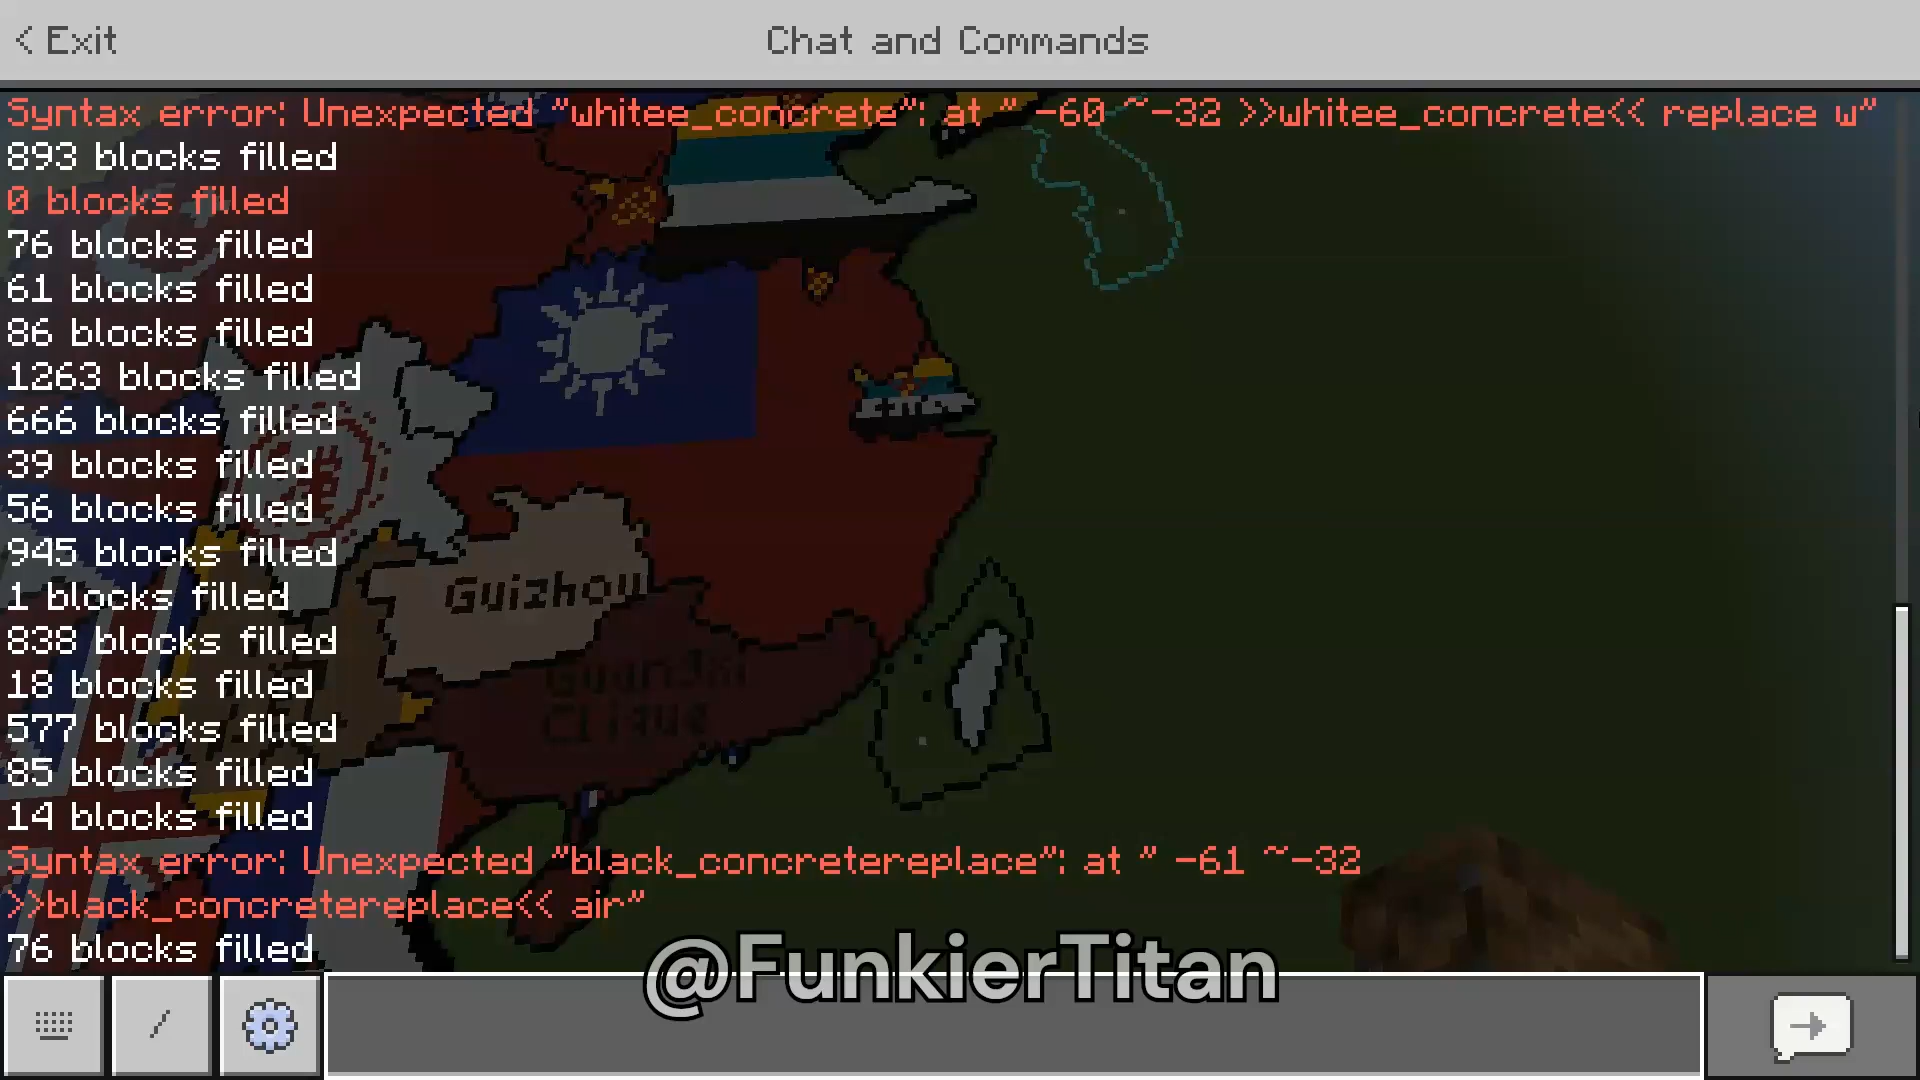 < Exit
Chat and Commands
Syntax error: Unexpected "whitee_concrete": at " -60 ~-32 >>whitee_concrete<< replace w"
893 blocks filled
0 blocks filled
76 blocks filled
61 blocks filled
86 blocks filled
1263 blocks filled
666 blocks filled
39 blocks filled
56 blocks filled
945 blocks filled
1 blocks filled
838 blocks filled
18 blocks filled
577 blocks filled
85 blocks filled
14 blocks filled
Syntax error: Unexpected "black_concretereplace": at " -61 ~-32
>>black_concretereplace<< air"
76 blocks filled
Guizhou
Guangxi
Clique
@FunkierTitan
/